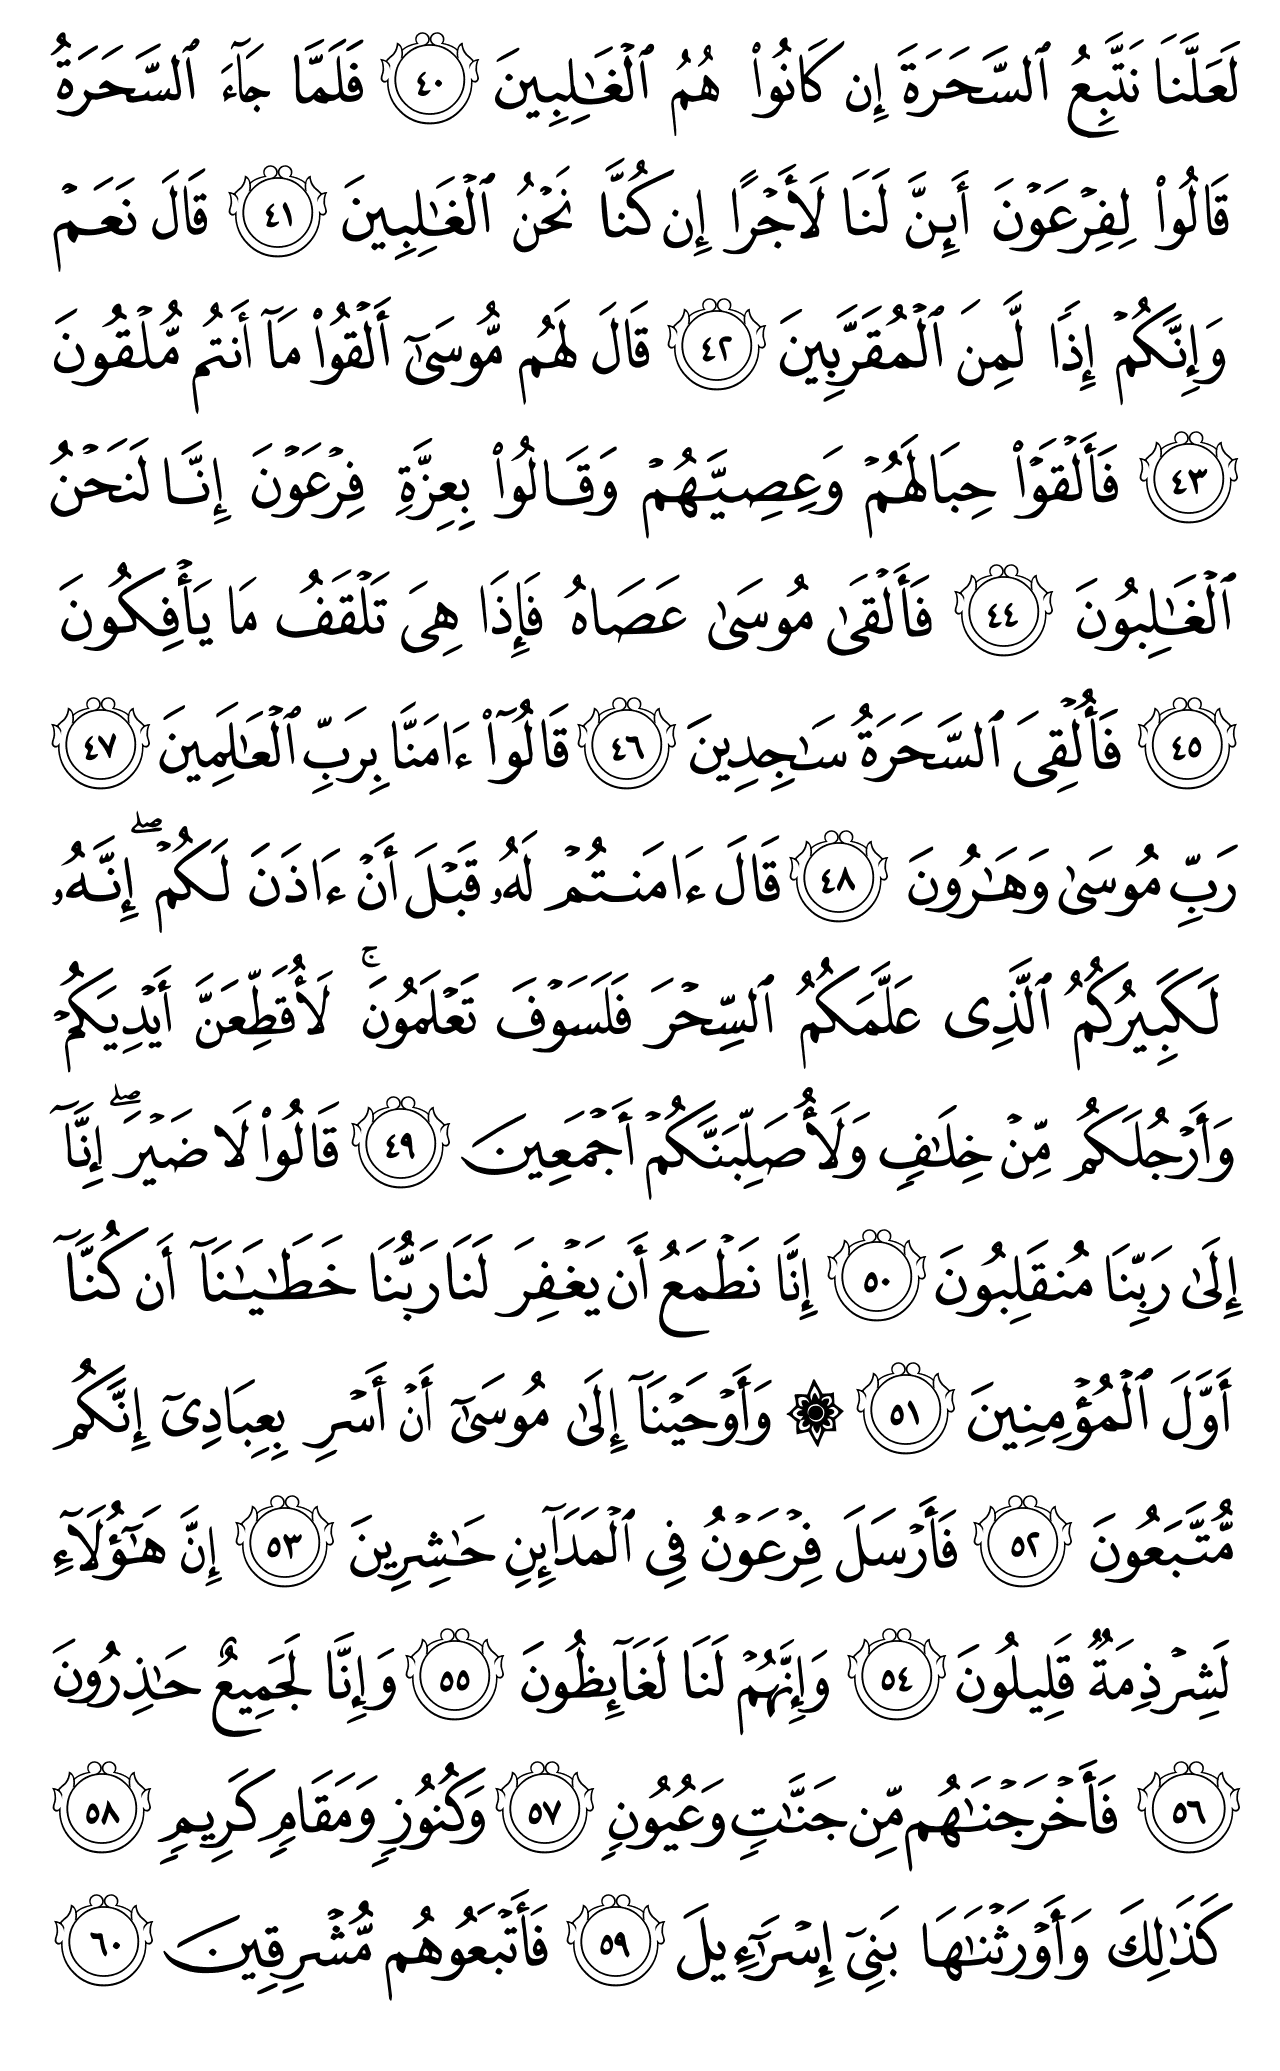 لَعَلَّنَا نَتَّبِعُ ٱلسَّحَرَةَ إِن كَانُوا۟ هُمُ ٱلْغَـٰلِبِينَ ٤٠ فَلَمَّا جَآءَ ٱلسَّحَرَةُ
قَالُوا۟ لِفِرْعَوْنَ أَئِنَّ لَنَا لَأَجْرًا إِن كُنَّا نَحْنُ ٱلْغَـٰلِبِينَ ٤١ قَالَ نَعَمْ
وَإِنَّكُمْ إِذًا لَّمِنَ ٱلْمُقَرَّبِينَ ٤٢ قَالَ لَهُم مُّوسَىٰٓ أَلْقُوا۟ مَآ أَنتُم مُّلْقُونَ
٤٣ فَأَلْقَوْا۟ حِبَالَهُمْ وَعِصِيَّهُمْ وَقَالُوا۟ بِعِزَّةِ فِرْعَوْنَ إِنَّا لَنَحْنُ
ٱلْغَـٰلِبُونَ ٤٤ فَأَلْقَىٰ مُوسَىٰ عَصَاهُ فَإِذَا هِىَ تَلْقَفُ مَا يَأْفِكُونَ
٤٥ فَأُلْقِىَ ٱلسَّحَرَةُ سَـٰجِدِينَ ٤٦ قَالُوٓا۟ ءَامَنَّا بِرَبِّ ٱلْعَـٰلَمِينَ ٤٧
رَبِّ مُوسَىٰ وَهَـٰرُونَ ٤٨ قَالَ ءَامَنتُمْ لَهُۥ قَبْلَ أَنْ ءَاذَنَ لَكُمْ ۖ إِنَّهُۥ
لَكَبِيرُكُمُ ٱلَّذِى عَلَّمَكُمُ ٱلسِّحْرَ فَلَسَوْفَ تَعْلَمُونَ ۚ لَأُقَطِّعَنَّ أَيْدِيَكُمْ
وَأَرْجُلَكُم مِّنْ خِلَـٰفٍ وَلَأُصَلِّبَنَّكُمْ أَجْمَعِينَ ٤٩ قَالُوا۟ لَا ضَيْرَ ۖ إِنَّآ
إِلَىٰ رَبِّنَا مُنقَلِبُونَ ٥٠ إِنَّا نَطْمَعُ أَن يَغْفِرَ لَنَا رَبُّنَا خَطَـٰيَـٰنَآ أَن كُنَّآ
أَوَّلَ ٱلْمُؤْمِنِينَ ٥١ ۞ وَأَوْحَيْنَآ إِلَىٰ مُوسَىٰٓ أَنْ أَسْرِ بِعِبَادِىٓ إِنَّكُم
مُّتَّبَعُونَ ٥٢ فَأَرْسَلَ فِرْعَوْنُ فِى ٱلْمَدَآئِنِ حَـٰشِرِينَ ٥٣ إِنَّ هَـٰٓؤُلَآءِ
لَشِرْذِمَةٌ قَلِيلُونَ ٥٤ وَإِنَّهُمْ لَنَا لَغَآئِظُونَ ٥٥ وَإِنَّا لَجَمِيعٌ حَـٰذِرُونَ
٥٦ فَأَخْرَجْنَـٰهُم مِّن جَنَّـٰتٍ وَعُيُونٍ ٥٧ وَكُنُوزٍ وَمَقَامٍ كَرِيمٍ ٥٨
كَذَٰلِكَ وَأَوْرَثْنَـٰهَا بَنِىٓ إِسْرَٰٓءِيلَ ٥٩ فَأَتْبَعُوهُم مُّشْرِقِينَ ٦٠